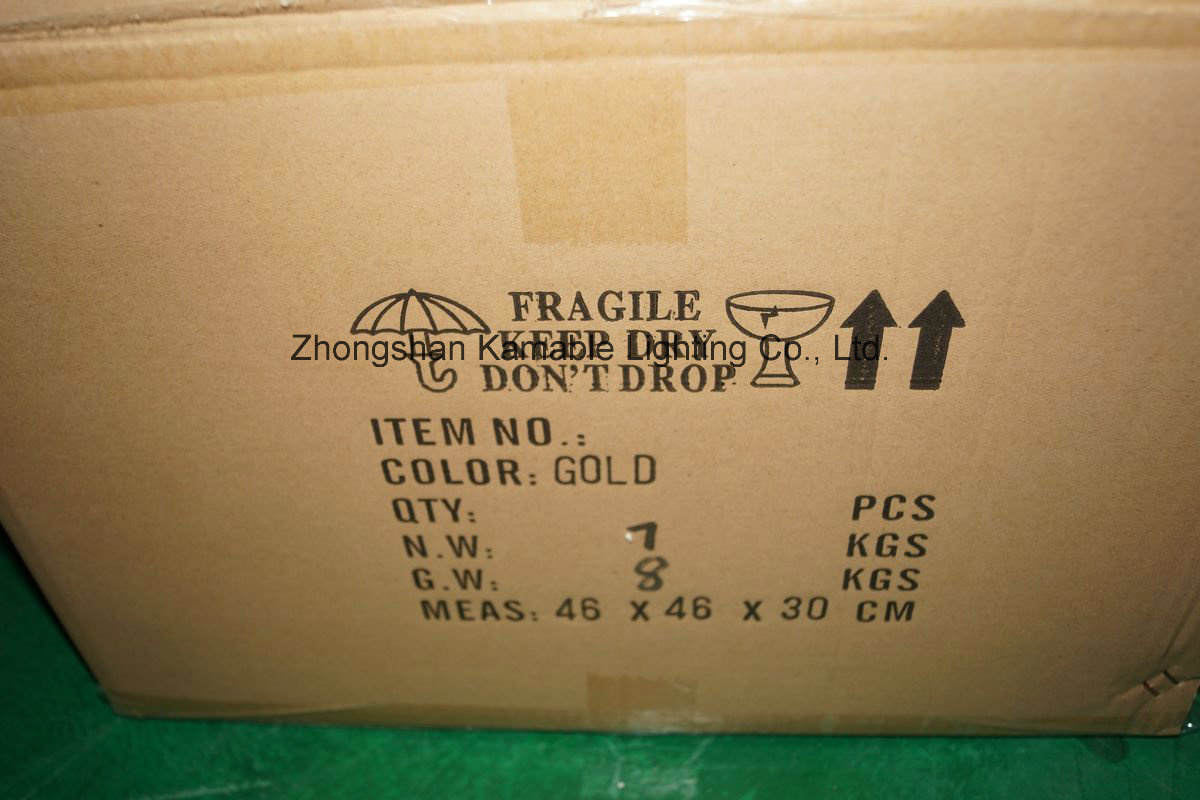 FRAGILE
KEEP DRY
Zhongshan Kamable Lighting Co., Ltd.
DON'T DROP
ITEM NO.:
COLOR: GOLD
QTY: PCS
N.W: 7 KGS
G.W: 8 KGS
MEAS: 46 X 46 X 30 CM